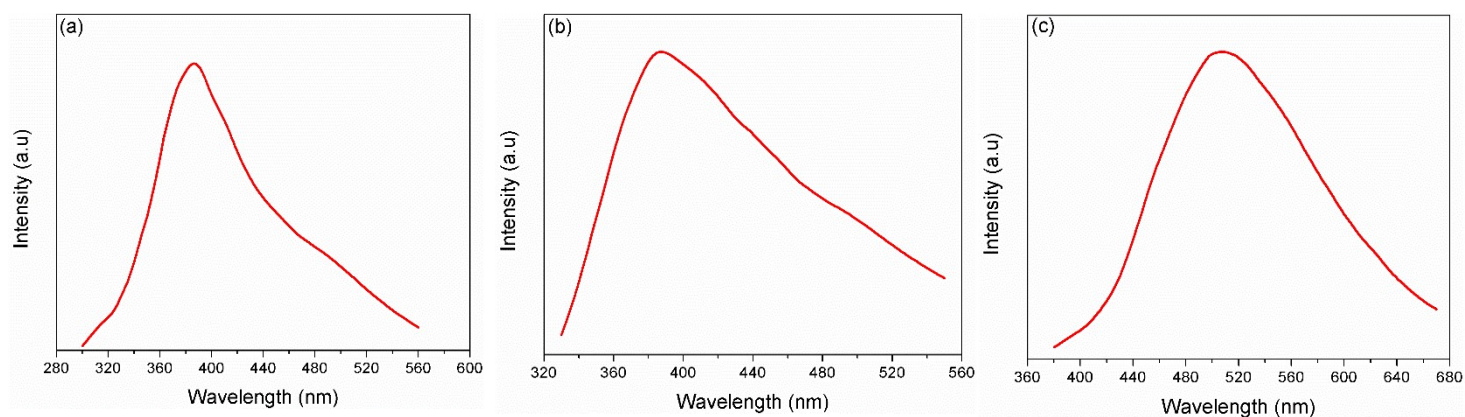 (a)
Intensity (a.u)
280 320 360 400 440 480 520 560 600
Wavelength (nm)
(b)
Intensity (a.u)
320 360 400 440 480 520 560
Wavelength (nm)
(c)
Intensity (a.u)
360 400 440 480 520 560 600 640 680
Wavelength (nm)